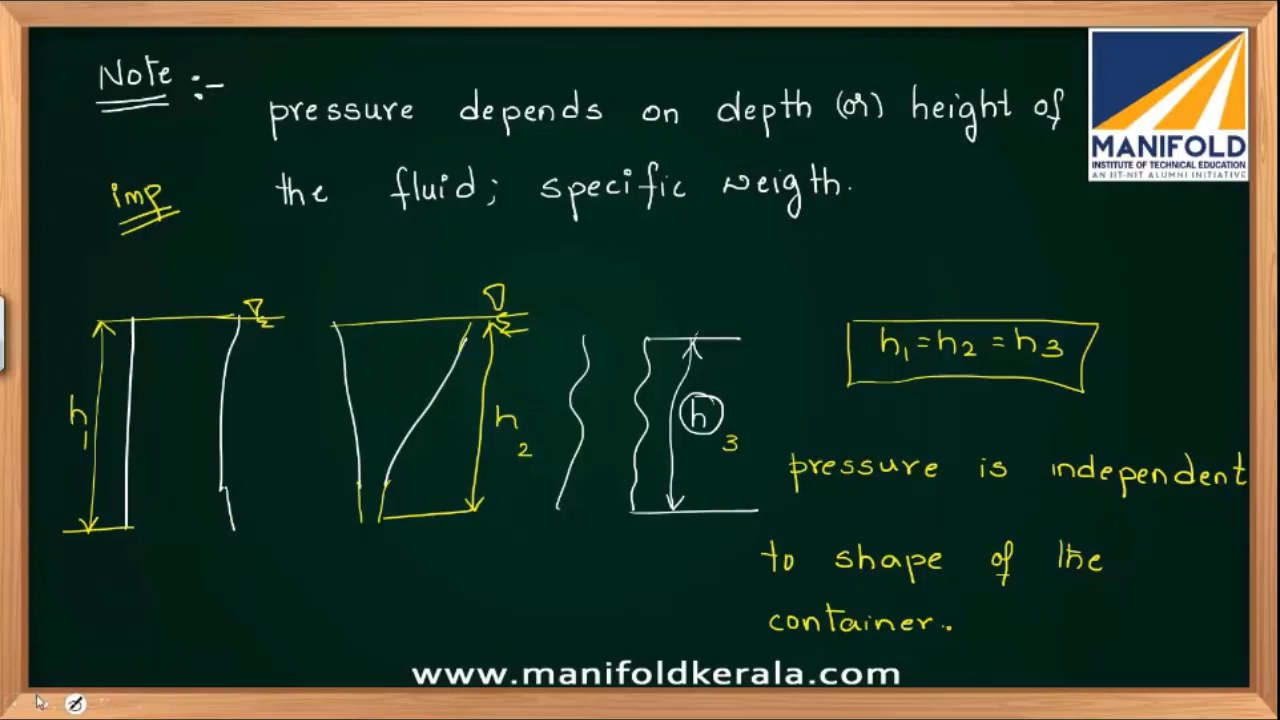 Note :-
pressure depends on depth (or) height of
the fluid; specific weigth.
imp
MANIFOLD
INSTITUTE OF TECHNICAL EDUCATION
AN IIT-NIT ALUMNI INITIATIVE
h1
h2
h3
h1 = h2 = h3
pressure is independent
to shape of the
container.
www.manifoldkerala.com